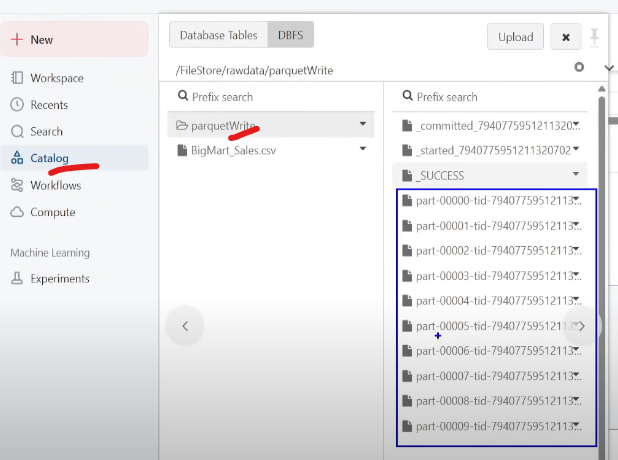 New
Workspace
Recents
Search
Catalog
Workflows
Compute
Machine Learning
Experiments
Database Tables
DBFS
Upload
/FileStore/rawdata/parquetWrite
Prefix search
parquetWrite
BigMart_Sales.csv
Prefix search
_committed_7940775951211320...
_started_7940775951211320702
_SUCCESS
part-00000-tid-79407759512113...
part-00001-tid-79407759512113...
part-00002-tid-79407759512113...
part-00003-tid-79407759512113...
part-00004-tid-79407759512113...
part-00005-tid-79407759512113...
part-00006-tid-79407759512113...
part-00007-tid-79407759512113...
part-00008-tid-79407759512113...
part-00009-tid-79407759512113...